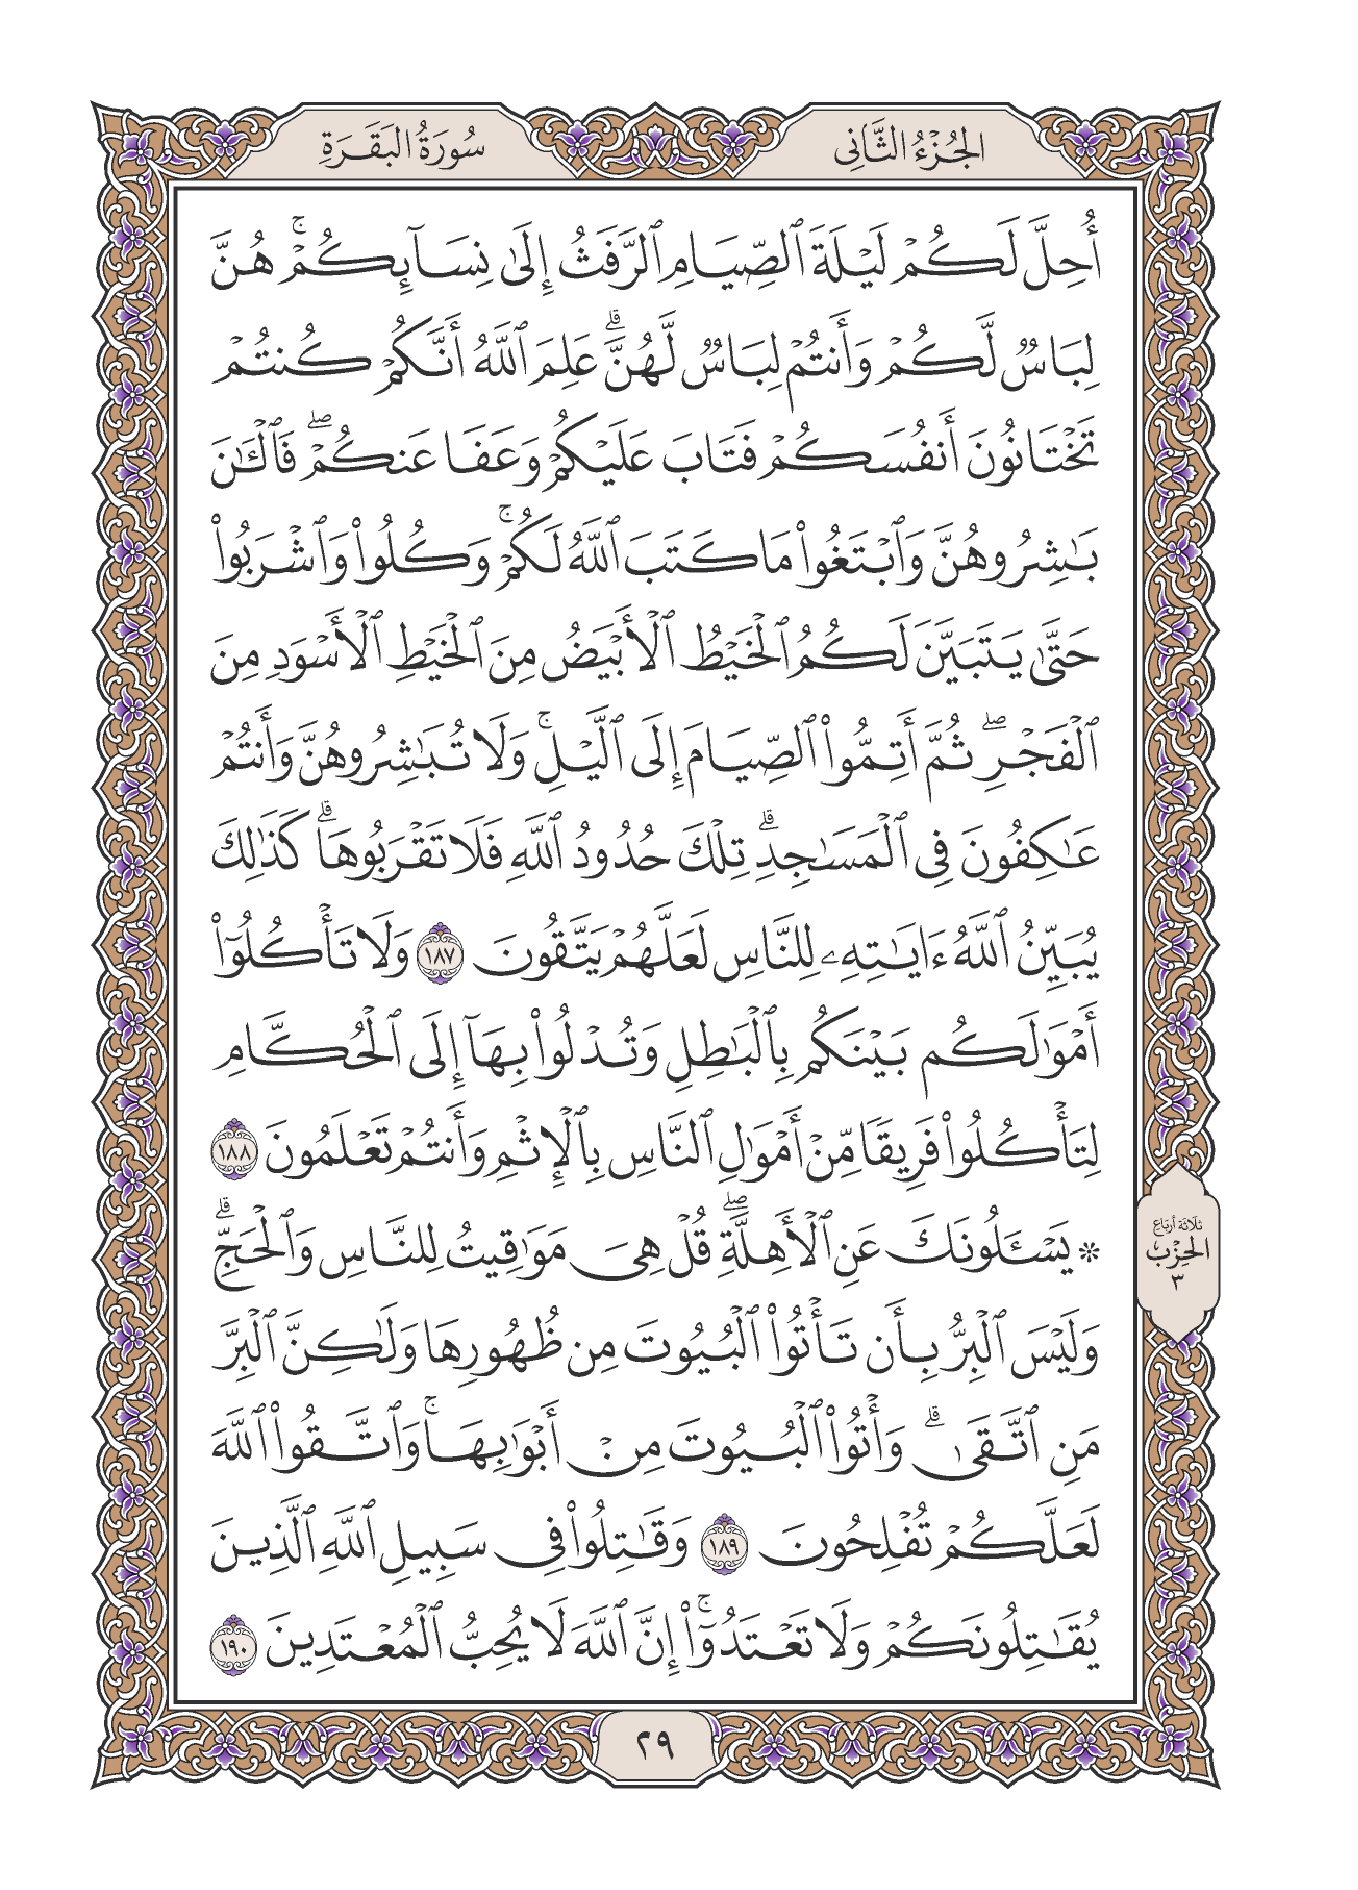 الجُزْءُ الثَّانِي
سُورَةُ البَقَرَةِ
أُحِلَّ لَكُمْ لَيْلَةَ ٱلصِّيَامِ ٱلرَّفَثُ إِلَىٰ نِسَآئِكُمْۚ هُنَّ
لِبَاسٌ لَّكُمْ وَأَنتُمْ لِبَاسٌ لَّهُنَّۗ عَلِمَ ٱللَّهُ أَنَّكُمْ كُنتُمْ
تَخْتَانُونَ أَنفُسَكُمْ فَتَابَ عَلَيْكُمْ وَعَفَا عَنكُمْۖ فَٱلْـَٰٔنَ
بَـٰشِرُوهُنَّ وَٱبْتَغُوا۟ مَا كَتَبَ ٱللَّهُ لَكُمْۚ وَكُلُوا۟ وَٱشْرَبُوا۟
حَتَّىٰ يَتَبَيَّنَ لَكُمُ ٱلْخَيْطُ ٱلْأَبْيَضُ مِنَ ٱلْخَيْطِ ٱلْأَسْوَدِ مِنَ
ٱلْفَجْرِۖ ثُمَّ أَتِمُّوا۟ ٱلصِّيَامَ إِلَى ٱلَّيْلِۚ وَلَا تُبَـٰشِرُوهُنَّ وَأَنتُمْ
عَـٰكِفُونَ فِى ٱلْمَسَـٰجِدِۗ تِلْكَ حُدُودُ ٱللَّهِ فَلَا تَقْرَبُوهَاۗ كَذَٰلِكَ
يُبَيِّنُ ٱللَّهُ ءَايَـٰتِهِۦ لِلنَّاسِ لَعَلَّهُمْ يَتَّقُونَ ١٨٧ وَلَا تَأْكُلُوٓا۟
أَمْوَٰلَكُم بَيْنَكُم بِٱلْبَـٰطِلِ وَتُدْلُوا۟ بِهَآ إِلَى ٱلْحُكَّامِ
لِتَأْكُلُوا۟ فَرِيقًا مِّنْ أَمْوَٰلِ ٱلنَّاسِ بِٱلْإِثْمِ وَأَنتُمْ تَعْلَمُونَ ١٨٨
۞ يَسْـَٔلُونَكَ عَنِ ٱلْأَهِلَّةِۖ قُلْ هِىَ مَوَٰقِيتُ لِلنَّاسِ وَٱلْحَجِّۗ
وَلَيْسَ ٱلْبِرُّ بِأَن تَأْتُوا۟ ٱلْبُيُوتَ مِن ظُهُورِهَا وَلَـٰكِنَّ ٱلْبِرَّ
مَنِ ٱتَّقَىٰۗ وَأْتُوا۟ ٱلْبُيُوتَ مِنْ أَبْوَٰبِهَاۚ وَٱتَّقُوا۟ ٱللَّهَ
لَعَلَّكُمْ تُفْلِحُونَ ١٨٩ وَقَـٰتِلُوا۟ فِى سَبِيلِ ٱللَّهِ ٱلَّذِينَ
يُقَـٰتِلُونَكُمْ وَلَا تَعْتَدُوٓا۟ۚ إِنَّ ٱللَّهَ لَا يُحِبُّ ٱلْمُعْتَدِينَ ١٩٠
ثلاثة أرباع
الحِزْب
٣
٢٩